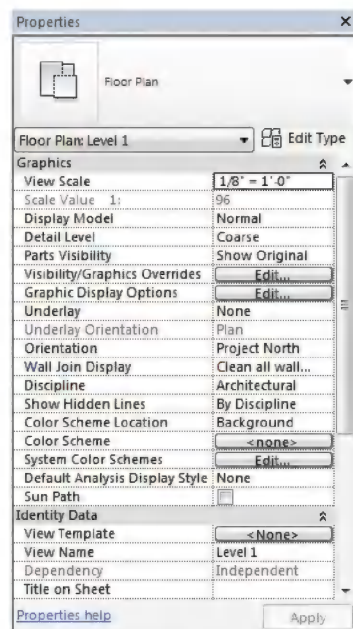 Properties
Floor Plan
Floor Plan: Level 1 Edit Type
Graphics
View Scale 1/8" = 1'-0"
Scale Value 1: 96
Display Model Normal
Detail Level Coarse
Parts Visibility Show Original
Visibility/Graphics Overrides Edit...
Graphic Display Options Edit...
Underlay None
Underlay Orientation Plan
Orientation Project North
Wall Join Display Clean all wall...
Discipline Architectural
Show Hidden Lines By Discipline
Color Scheme Location Background
Color Scheme <none>
System Color Schemes Edit...
Default Analysis Display Style None
Sun Path
Identity Data
View Template <None>
View Name Level 1
Dependency Independent
Title on Sheet
Properties help Apply